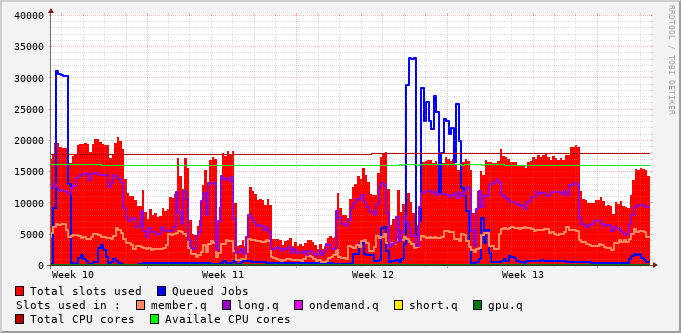 RRDTOOL / TOBI OETIKER
40000
35000
30000
25000
20000
15000
10000
5000
0
Week 10 Week 11 Week 12 Week 13
Total slots used Queued Jobs
Slots used in : member.q long.q ondemand.q short.q gpu.q
Total CPU cores Availale CPU cores